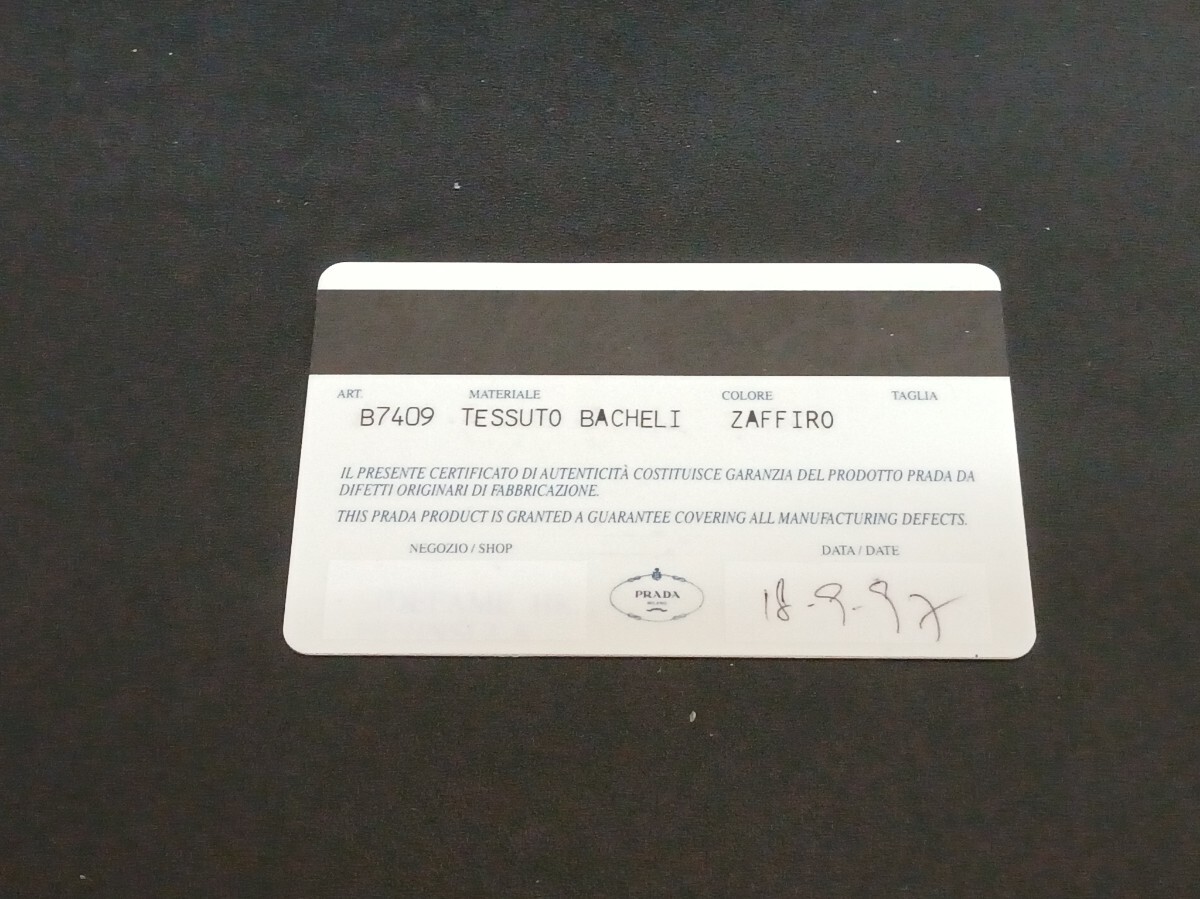 ART. MATERIALE COLORE TAGLIA
B7409 TESSUTO BACHELI ZAFFIRO
IL PRESENTE CERTIFICATO DI AUTENTICITÀ COSTITUISCE GARANZIA DEL PRODOTTO PRADA DA
DIFETTI ORIGINARI DI FABBRICAZIONE.
THIS PRADA PRODUCT IS GRANTED A GUARANTEE COVERING ALL MANUFACTURING DEFECTS.
NEGOZIO / SHOP DATA / DATE
PRADA
MILANO
18-9-97